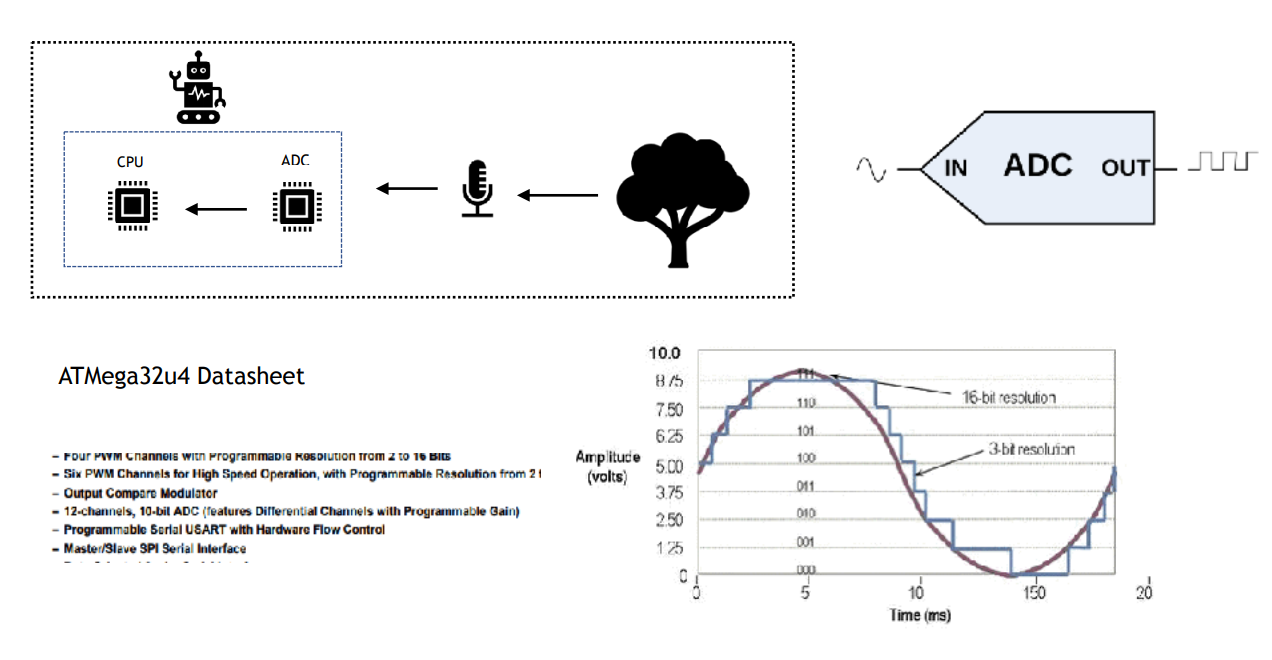 CPU
ADC
IN ADC OUT
ATMega32u4 Datasheet
– Four PWM Channels with Programmable Resolution from 2 to 16 Bits
– Six PWM Channels for High Speed Operation, with Programmable Resolution from 2 t
– Output Compare Modulator
– 12-channels, 10-bit ADC (features Differential Channels with Programmable Gain)
– Programmable Serial USART with Hardware Flow Control
– Master/Slave SPI Serial Interface
Amplitude
(volts)
10.0
8.75
7.50
6.25
5.00
3.75
2.50
1.25
0
111
110
101
100
011
010
001
000
16-bit resolution
3-bit resolution
0 5 10 150 20
Time (ms)